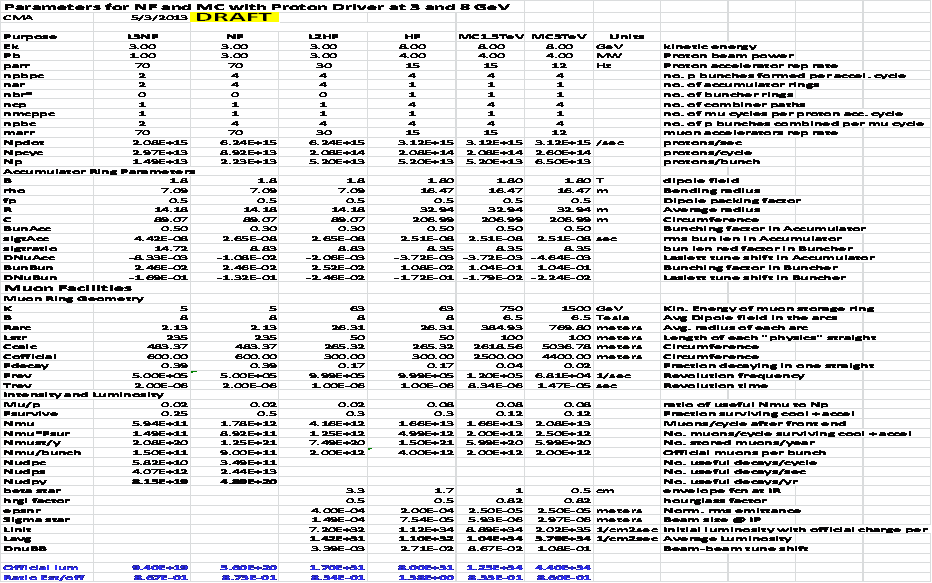 Parameters for NF and MC with Proton Driver at 3 and 8 GeV
CMA 5/3/2013 DRAFT
Purpose LSNF NF L2HF HF MC1.5TeV MC3TeV Units
Ek 3.00 3.00 3.00 8.00 8.00 8.00 GeV kinetic energy
Pb 1.00 3.00 3.00 4.00 4.00 4.00 MW Proton beam power
parr 70 70 30 15 15 12 Hz Proton accelerator rep rate
npbpc 2 4 4 4 4 4 no. p bunches formed per accel. cycle
nar 2 4 4 1 1 1 no. of accumulator rings
nbr* 0 0 0 1 1 1 no. of buncher rings
ncp 1 1 1 4 4 4 no. of combiner paths
nmcppc 1 1 1 1 1 1 no. of mu cycles per proton acc. cycle
npbc 2 4 4 4 4 4 no. of p bunches combined per mu cycle
marr 70 70 30 15 15 12 muon accelerators rep rate
Npdot 2.08E+15 6.24E+15 6.24E+15 3.12E+15 3.12E+15 3.12E+15 /sec protons/sec
Npcyc 2.97E+13 8.92E+13 2.08E+14 2.08E+14 2.08E+14 2.60E+14 protons/cycle
Np 1.49E+13 2.23E+13 5.20E+13 5.20E+13 5.20E+13 6.50E+13 protons/bunch
Accumulator Ring Parameters
B 1.8 1.8 1.8 1.80 1.80 1.80 T dipole field
rho 7.09 7.09 7.09 16.47 16.47 16.47 m Bending radius
fp 0.5 0.5 0.5 0.5 0.5 0.5 Dipole packing factor
R 14.18 14.18 14.18 32.94 32.94 32.94 m Average radius
C 89.07 89.07 89.07 206.99 206.99 206.99 m Circumference
BunAcc 0.50 0.30 0.30 0.50 0.50 0.50 Bunching factor in Accumulator
sigtAcc 4.42E-08 2.65E-08 2.65E-08 2.51E-08 2.51E-08 2.51E-08 sec rms bun len in Accumulator
sigtratio 14.72 8.83 8.83 8.35 8.35 8.35 bun len red factor in Buncher
DNuAcc -8.33E-03 -1.08E-02 -2.06E-03 -3.72E-03 -3.72E-03 -4.64E-03 Laslett tune shift in Accumulator
BunBun 2.46E-02 2.46E-02 2.52E-02 1.08E-02 1.04E-01 1.04E-01 Bunching factor in Buncher
DNuBun -1.69E-01 -1.32E-01 -2.46E-02 -1.72E-01 -1.79E-02 -2.24E-02 Laslett tune shift in Buncher
Muon Facilities
Muon Ring Geometry
K 5 5 63 63 750 1500 GeV Kin. Energy of muon storage ring
B 8 8 8 8 6.5 6.5 Tesla Avg Dipole field in the arcs
Rarc 2.13 2.13 26.31 26.31 384.93 769.80 meters Avg. radius of each arc
Lstr 235 235 50 50 100 100 meters Length of each "physics" straight
Ccalc 483.37 483.37 265.32 265.32 2618.56 5036.78 meters Circumference
Cofficial 600.00 600.00 300.00 300.00 2500.00 4400.00 meters Circumference
Fdecay 0.39 0.39 0.17 0.17 0.04 0.02 Fraction decaying in one straight
Frev 5.00E+05 5.00E+05 9.99E+05 9.99E+05 1.20E+05 6.81E+04 1/sec Revolution frequency
Trev 2.00E-06 2.00E-06 1.00E-06 1.00E-06 8.34E-06 1.47E-05 sec Revolution time
Intensity and Luminosity
Mu/p 0.02 0.02 0.02 0.08 0.08 0.08 ratio of useful Nmu to Np
Fsurvive 0.25 0.5 0.3 0.3 0.12 0.12 Fraction surviving cool + accel
Nmu 5.94E+11 1.78E+12 4.16E+12 1.66E+13 1.66E+13 2.08E+13 Muons/cycle after front end
Nmu*Fsur 1.49E+11 8.92E+11 1.25E+12 4.99E+12 2.00E+12 2.50E+12 No. muons/cycle surviving cool + accel
Nmust/y 2.08E+20 1.25E+21 7.49E+20 1.50E+21 5.99E+20 5.99E+20 No. stored muons/year
Nmu/bunch 1.50E+11 9.00E+11 2.00E+12 4.00E+12 2.00E+12 2.00E+12 Official muons per bunch
Nudpc 5.82E+10 3.49E+11 No. useful decays/cycle
Nudps 4.07E+12 2.44E+13 No. useful decays/sec
Nudpy 8.15E+19 4.89E+20 No. useful decays/yr
beta star 3.3 1.7 1 0.5 cm envelope fcn at IR
hrgl factor 0.5 0.5 0.82 0.82 hourglass factor
epsnr 4.00E-04 2.00E-04 2.50E-05 2.50E-05 meters Norm. rms emittance
Sigma star 1.49E-04 7.54E-05 5.93E-06 2.97E-06 meters Beam size @ IP
Linit 7.20E+32 1.12E+34 8.89E+34 2.02E+35 1/cm2sec Initial luminosity with official charge per
Lavg 1.42E+31 1.10E+32 1.04E+34 3.79E+34 1/cm2sec Average Luminosity
DnuBB 3.39E-03 2.71E-02 8.67E-02 1.08E-01 Beam-beam tune shift
Official lum 9.40E+19 5.60E+20 1.70E+31 8.00E+31 1.25E+34 4.40E+34
Ratio Est/off 8.67E-01 8.73E-01 8.34E-01 1.38E+00 8.33E-01 8.60E-01